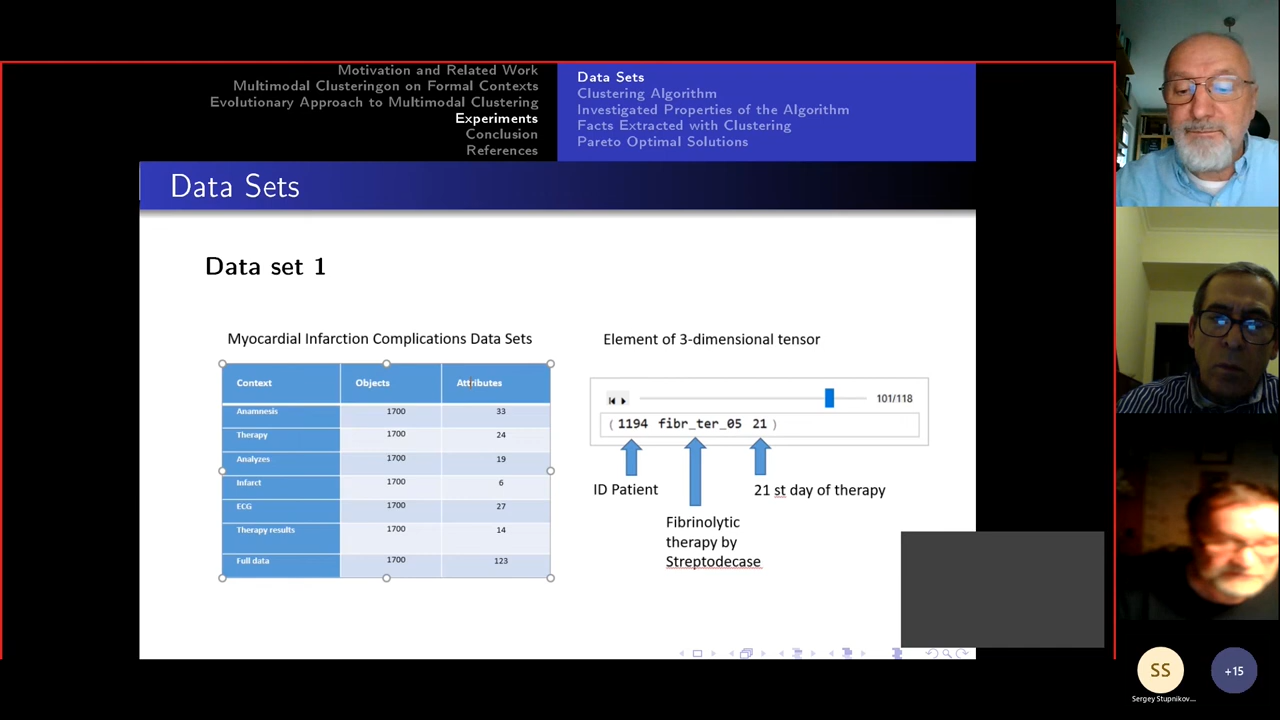 Motivation and Related Work
Multimodal Clusteringon on Formal Contexts
Evolutionary Approach to Multimodal Clustering
Experiments
Conclusion
References
Data Sets
Clustering Algorithm
Investigated Properties of the Algorithm
Facts Extracted with Clustering
Pareto Optimal Solutions
Data Sets
Data set 1
Myocardial Infarction Complications Data Sets
Context Objects Attributes
Anamnesis 1700 33
Therapy 1700 24
Analyzes 1700 19
Infarct 1700 6
ECG 1700 27
Therapy results 1700 14
Full data 1700 123
Element of 3-dimensional tensor
101/118
( 1194 fibr_ter_05 21 )
ID Patient
21 st day of therapy
Fibrinolytic
therapy by
Streptodecase
SS
+15
Sergey Stupnikov...